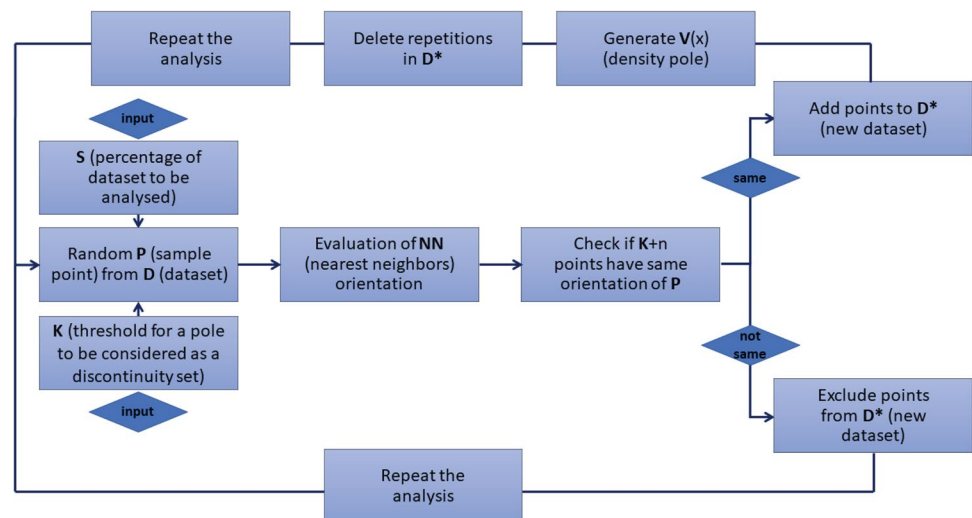 Repeat the
analysis
Delete repetitions
in D*
Generate V(x)
(density pole)
Add points to D*
(new dataset)
input
S (percentage of
dataset to be
analysed)
same
Random P (sample
point) from D (dataset)
Evaluation of NN
(nearest neighbors)
orientation
Check if K+n
points have same
orientation of P
K (threshold for a pole
to be considered as a
discontinuity set)
input
not
same
Exclude points
from D* (new
dataset)
Repeat the
analysis